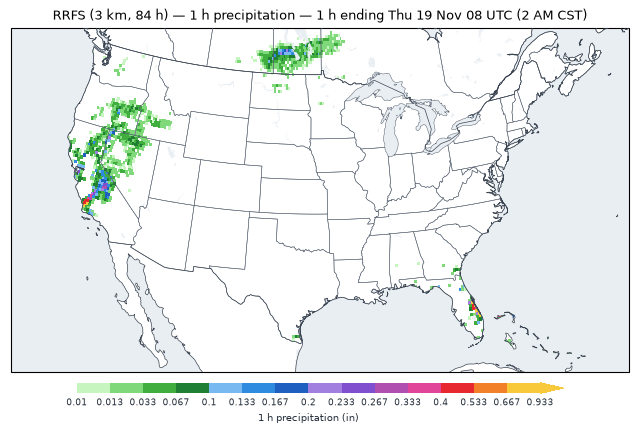 RRFS (3 km, 84 h) — 1 h precipitation — 1 h ending Thu 19 Nov 08 UTC (2 AM CST)
0.01 0.013 0.033 0.067 0.1 0.133 0.167 0.2 0.233 0.267 0.333 0.4 0.533 0.667 0.933
1 h precipitation (in)